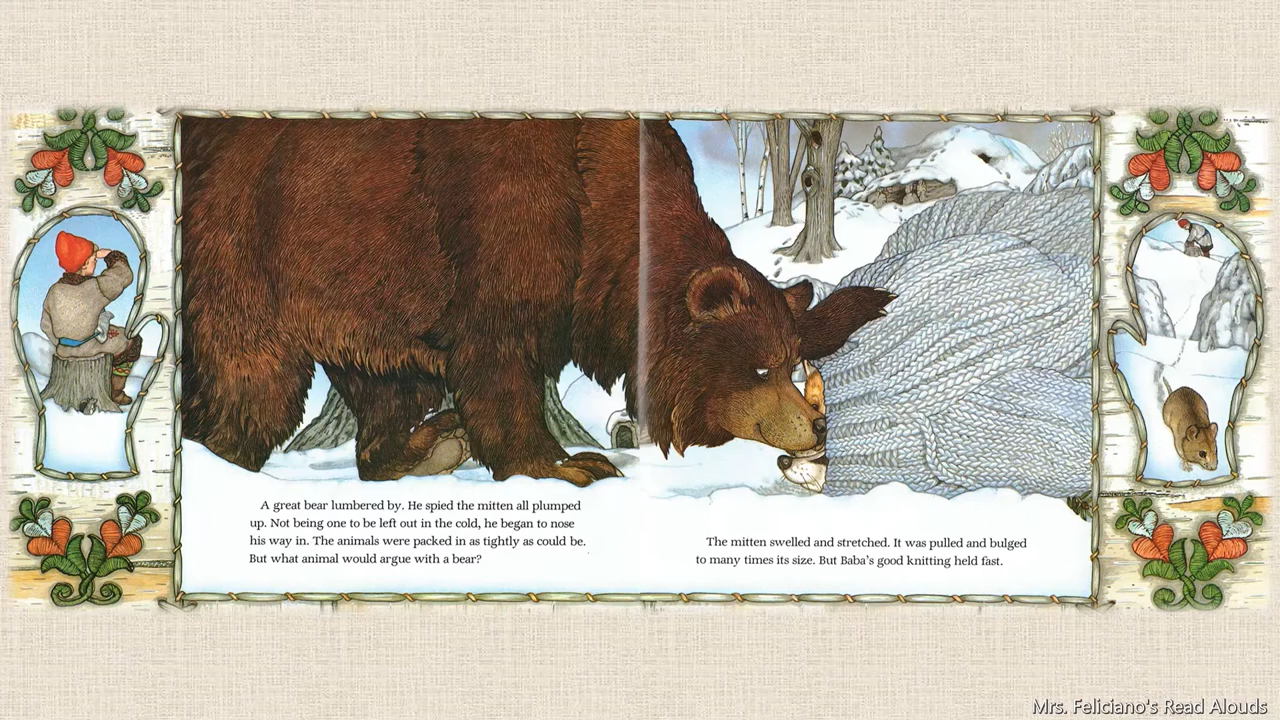 A great bear lumbered by. He spied the mitten all plumped
up. Not being one to be left out in the cold, he began to nose
his way in. The animals were packed in as tightly as could be.
But what animal would argue with a bear?
The mitten swelled and stretched. It was pulled and bulged
to many times its size. But Baba's good knitting held fast.
Mrs. Feliciano's Read Alouds